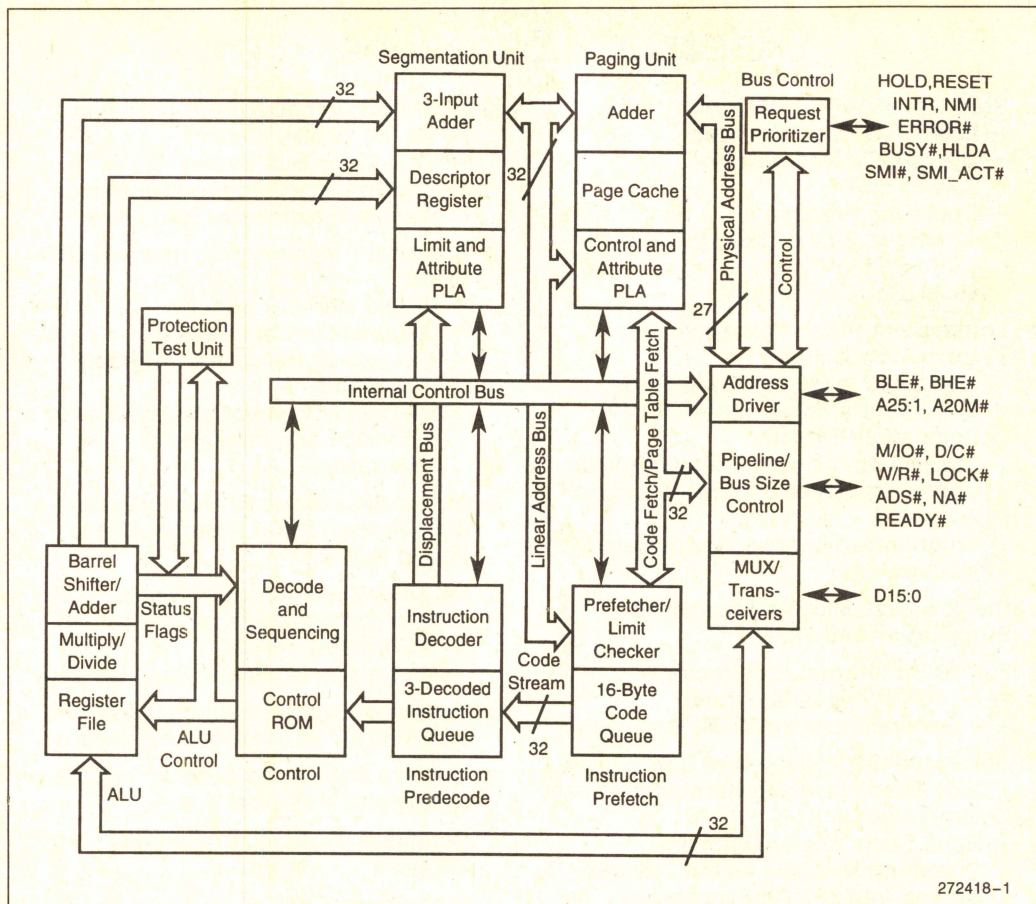 Segmentation Unit
Paging Unit
Bus Control
32
3-Input
Adder
Adder
Request
Prioritizer
HOLD,RESET
INTR, NMI
ERROR#
BUSY#,HLDA
SMI#, SMI_ACT#
32
Descriptor
Register
32
Page Cache
Physical Address Bus
Control
Limit and
Attribute
PLA
Control and
Attribute
PLA
27
Protection
Test Unit
Internal Control Bus
Address
Driver
BLE#, BHE#
A25:1, A20M#
Displacement Bus
Linear Address Bus
Code Fetch/Page Table Fetch
32
Pipeline/
Bus Size
Control
M/IO#, D/C#
W/R#, LOCK#
ADS#, NA#
READY#
Barrel
Shifter/
Adder
Status
Flags
Decode
and
Sequencing
Instruction
Decoder
Prefetcher/
Limit
Checker
MUX/
Trans-
ceivers
D15:0
Multiply/
Divide
Code
Stream
Register
File
Control
ROM
3-Decoded
Instruction
Queue
32
16-Byte
Code
Queue
ALU
Control
Control
Instruction
Predecode
Instruction
Prefetch
ALU
32
272418-1